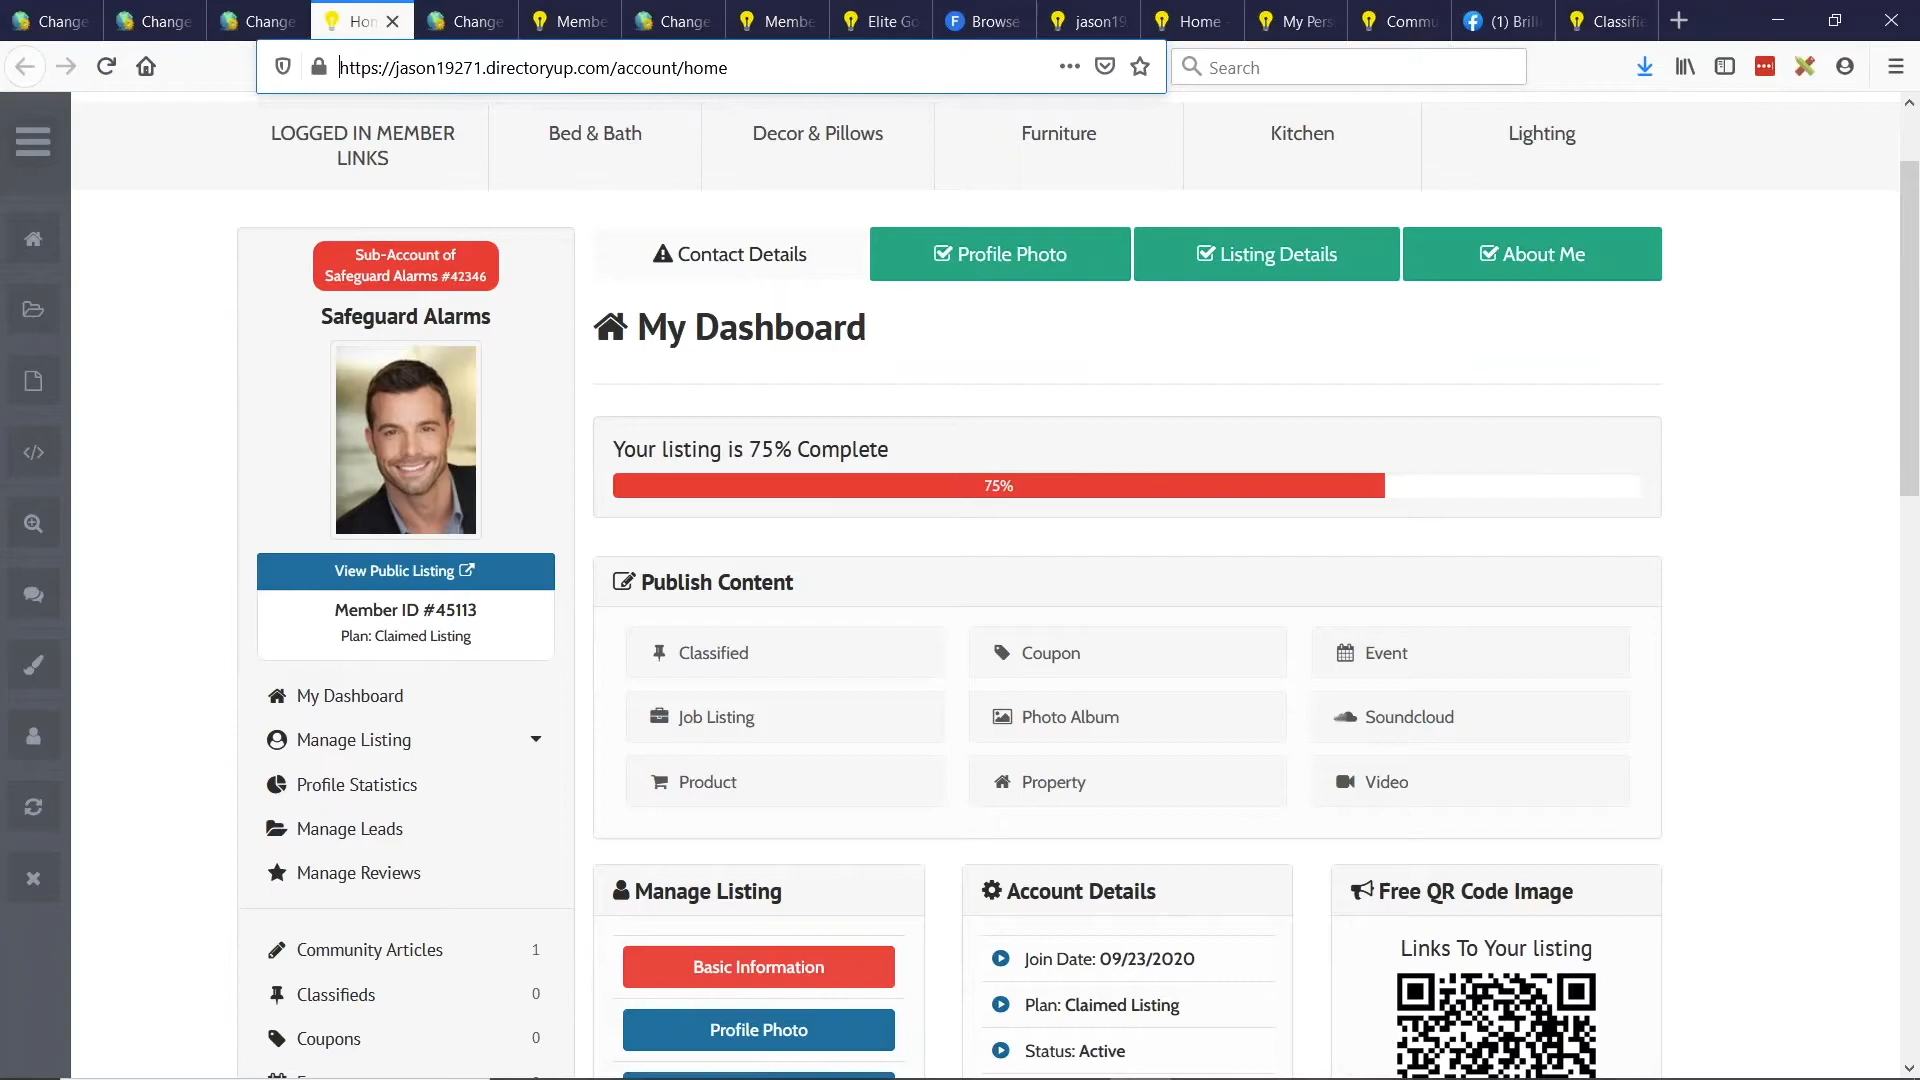 Change
Change
Change
Hon
Change
Membe
Change
Membe
Elite Go
Browse
jason19
Home
My Pers
Commu
(1) Brill
Classifie
https://jason19271.directoryup.com/account/home
Search
LOGGED IN MEMBER
LINKS
Bed & Bath
Decor & Pillows
Furniture
Kitchen
Lighting
Sub-Account of
Safeguard Alarms #42346
Safeguard Alarms
View Public Listing
Member ID #45113
Plan: Claimed Listing
My Dashboard
Manage Listing
Profile Statistics
Manage Leads
Manage Reviews
Community Articles 1
Classifieds 0
Coupons 0
Contact Details
Profile Photo
Listing Details
About Me
My Dashboard
Your listing is 75% Complete
75%
Publish Content
Classified
Coupon
Event
Job Listing
Photo Album
Soundcloud
Product
Property
Video
Manage Listing
Basic Information
Profile Photo
Account Details
Join Date: 09/23/2020
Plan: Claimed Listing
Status: Active
Free QR Code Image
Links To Your listing